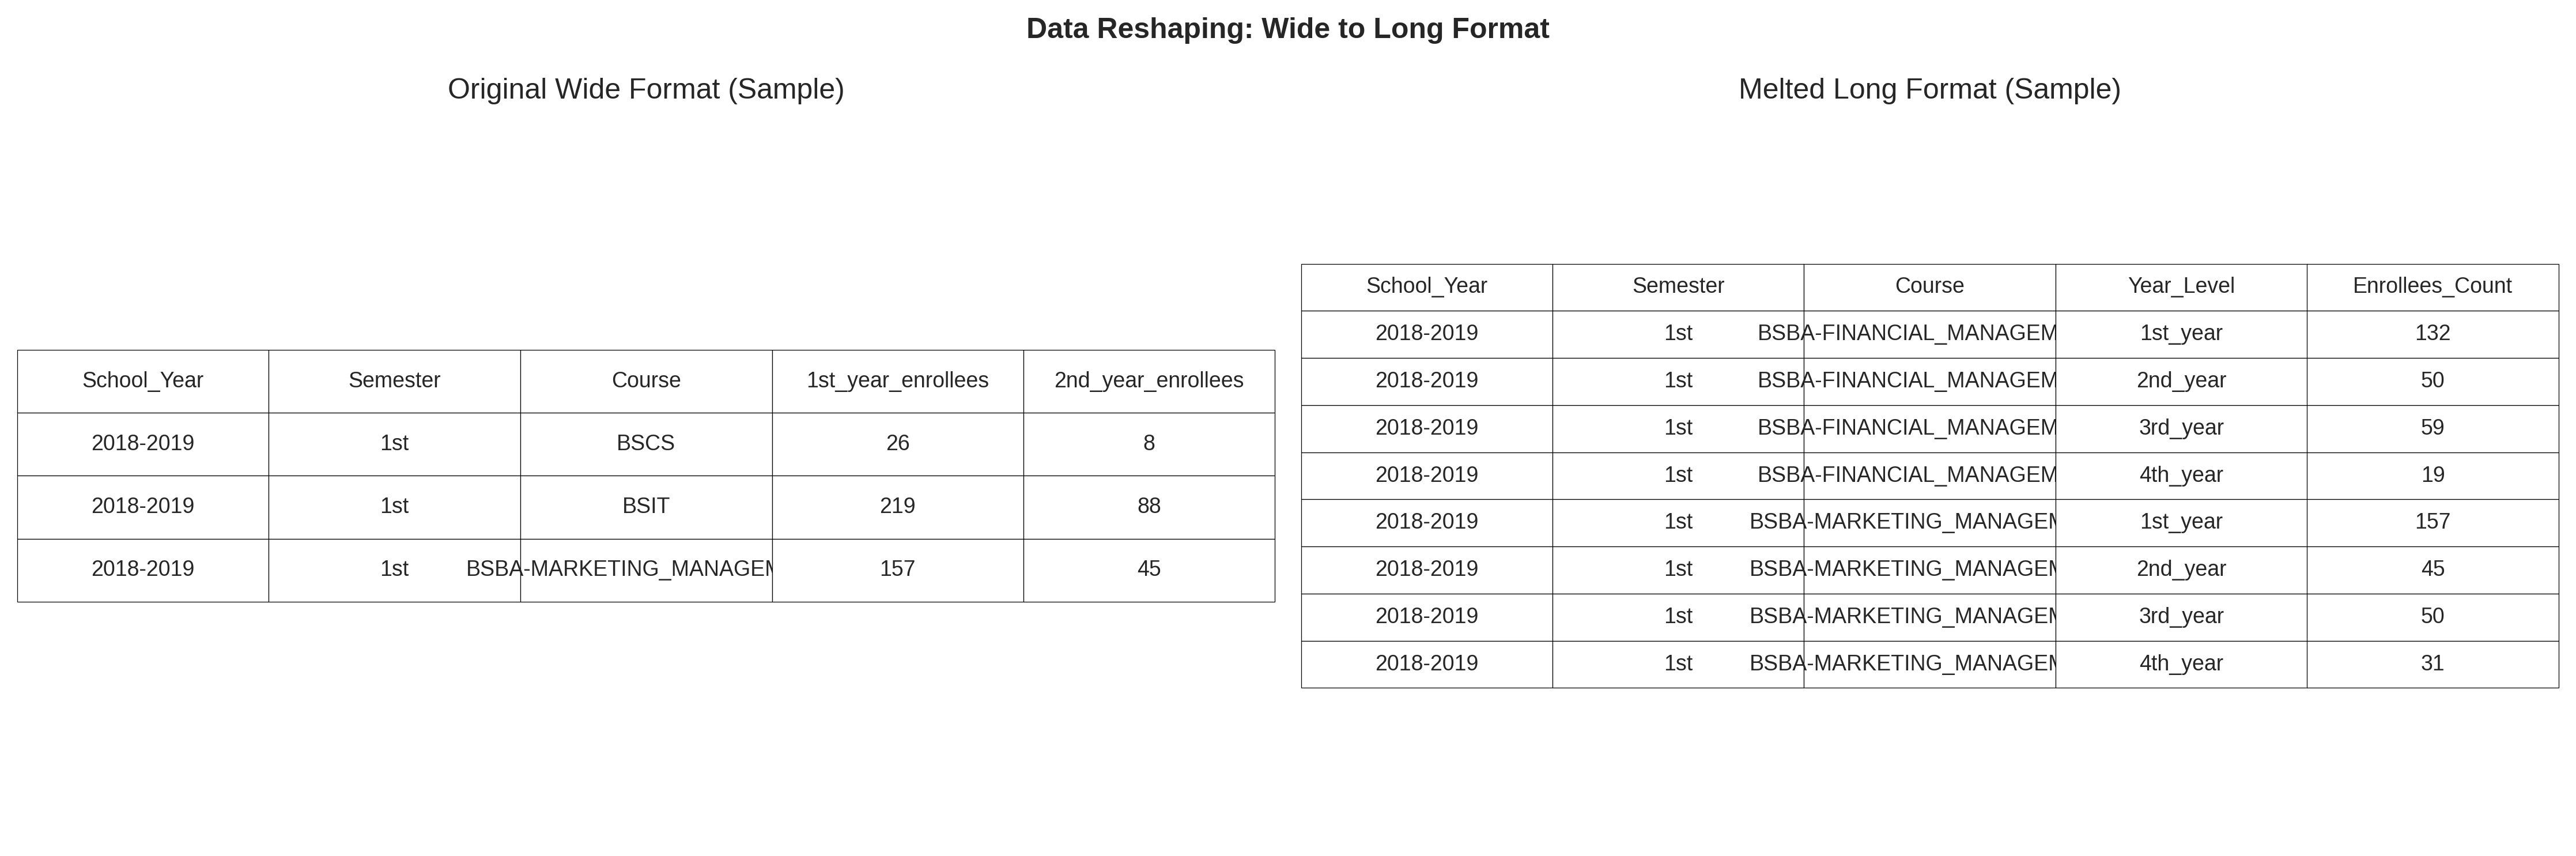 Data Reshaping: Wide to Long Format
Original Wide Format (Sample)
School_Year Semester Course 1st_year_enrollees 2nd_year_enrollees
2018-2019 1st BSCS 26 8
2018-2019 1st BSIT 219 88
2018-2019 1st BSBA-MARKETING_MANAGEM 157 45
Melted Long Format (Sample)
School_Year Semester Course Year_Level Enrollees_Count
2018-2019 1st BSBA-FINANCIAL_MANAGEM 1st_year 132
2018-2019 1st BSBA-FINANCIAL_MANAGEM 2nd_year 50
2018-2019 1st BSBA-FINANCIAL_MANAGEM 3rd_year 59
2018-2019 1st BSBA-FINANCIAL_MANAGEM 4th_year 19
2018-2019 1st BSBA-MARKETING_MANAGEM 1st_year 157
2018-2019 1st BSBA-MARKETING_MANAGEM 2nd_year 45
2018-2019 1st BSBA-MARKETING_MANAGEM 3rd_year 50
2018-2019 1st BSBA-MARKETING_MANAGEM 4th_year 31